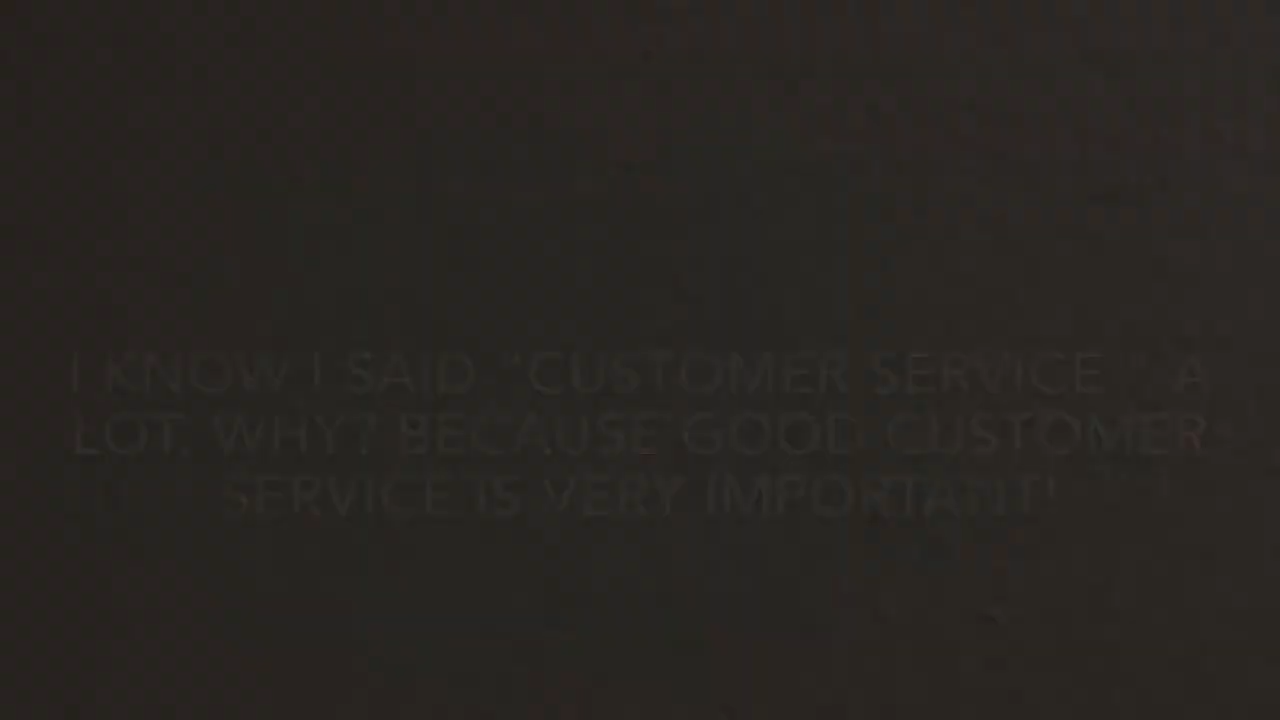 I KNOW I SAID "CUSTOMER SERVICE" A
LOT. WHY? BECAUSE GOOD CUSTOMER
SERVICE IS VERY IMPORTANT!